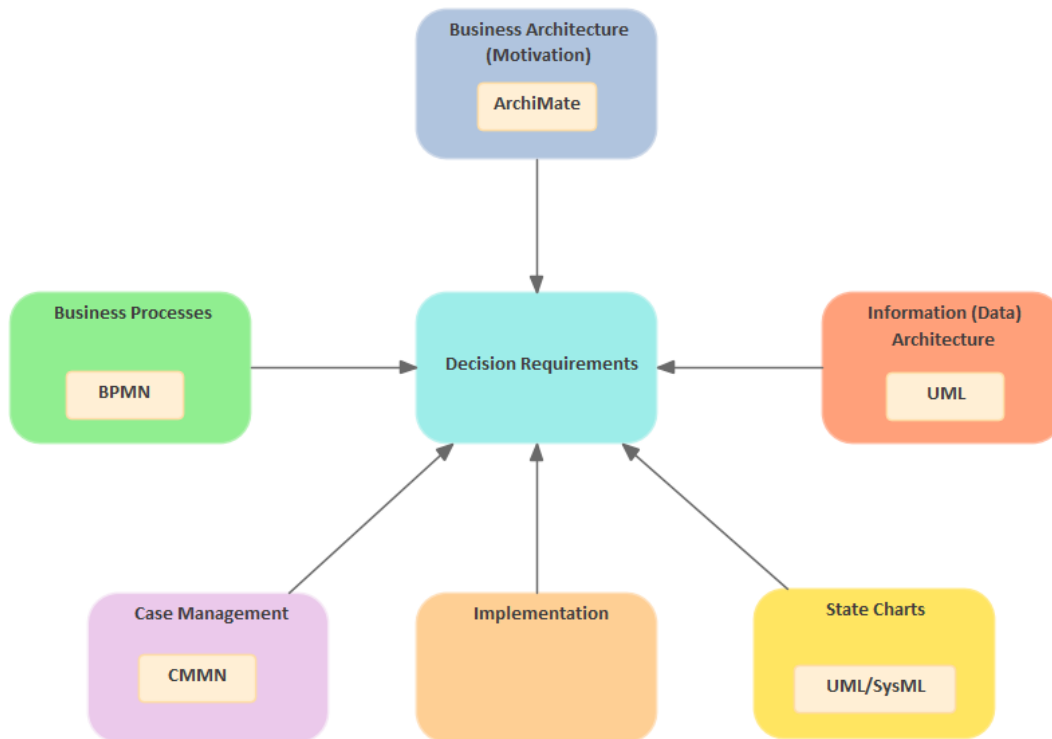 Business Architecture
(Motivation)
ArchiMate
Business Processes
BPMN
Decision Requirements
Information (Data)
Architecture
UML
Case Management
CMMN
Implementation
State Charts
UML/SysML